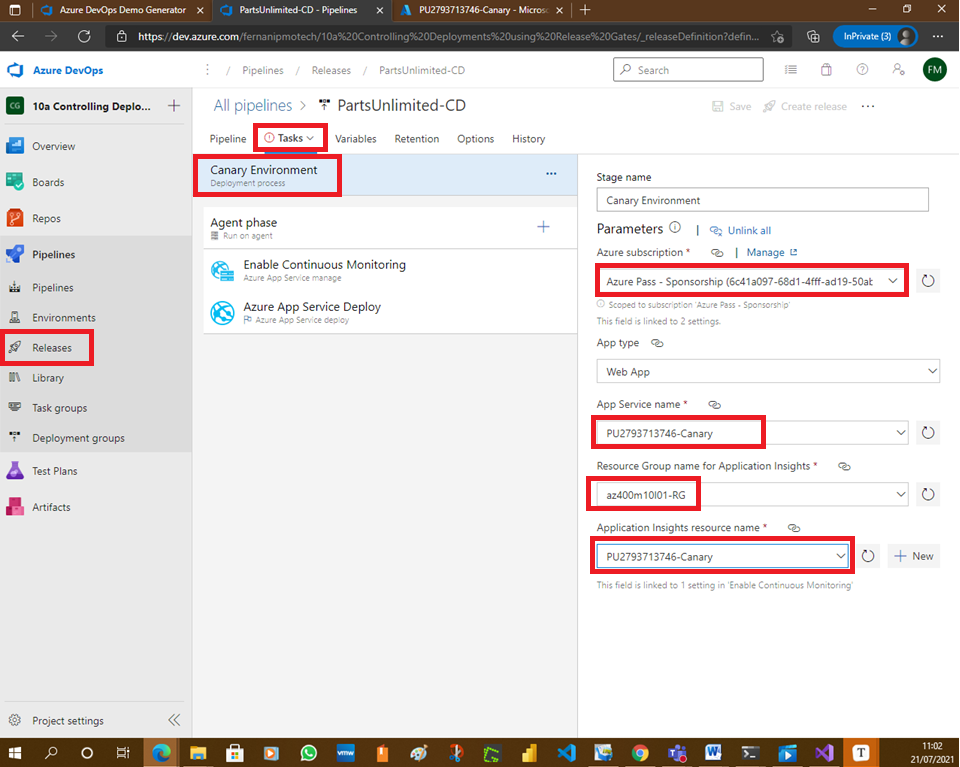 Azure DevOps Demo Generator
PartsUnlimited-CD - Pipelines
PU2793713746-Canary - Micros
https://dev.azure.com/fernanipmotech/10a%20Controlling%20Deployments%20using%20Release%20Gates/_releaseDefinition?defin...
InPrivate (3)
Azure DevOps
/ Pipelines / Releases / PartsUnlimited-CD
Search
FM
CG
10a Controlling Deplo...
All pipelines > PartsUnlimited-CD
Save
Create release
Pipeline
Tasks
Variables
Retention
Options
History
Overview
Boards
Repos
Pipelines
Pipelines
Environments
Releases
Library
Task groups
Deployment groups
Test Plans
Artifacts
Project settings
Canary Environment
Deployment process
Agent phase
Run on agent
Enable Continuous Monitoring
Azure App Service manage
Azure App Service Deploy
Azure App Service deploy
Stage name
Canary Environment
Parameters | Unlink all
Azure subscription * | Manage
Azure Pass - Sponsorship (6c41a097-68d1-4fff-ad19-50ab
Scoped to subscription 'Azure Pass - Sponsorship'
This field is linked to 2 settings.
App type
Web App
App Service name *
PU2793713746-Canary
Resource Group name for Application Insights *
az400m10l01-RG
Application Insights resource name *
PU2793713746-Canary
New
This field is linked to 1 setting in 'Enable Continuous Monitoring'
vmw
T
11:02
21/07/2021